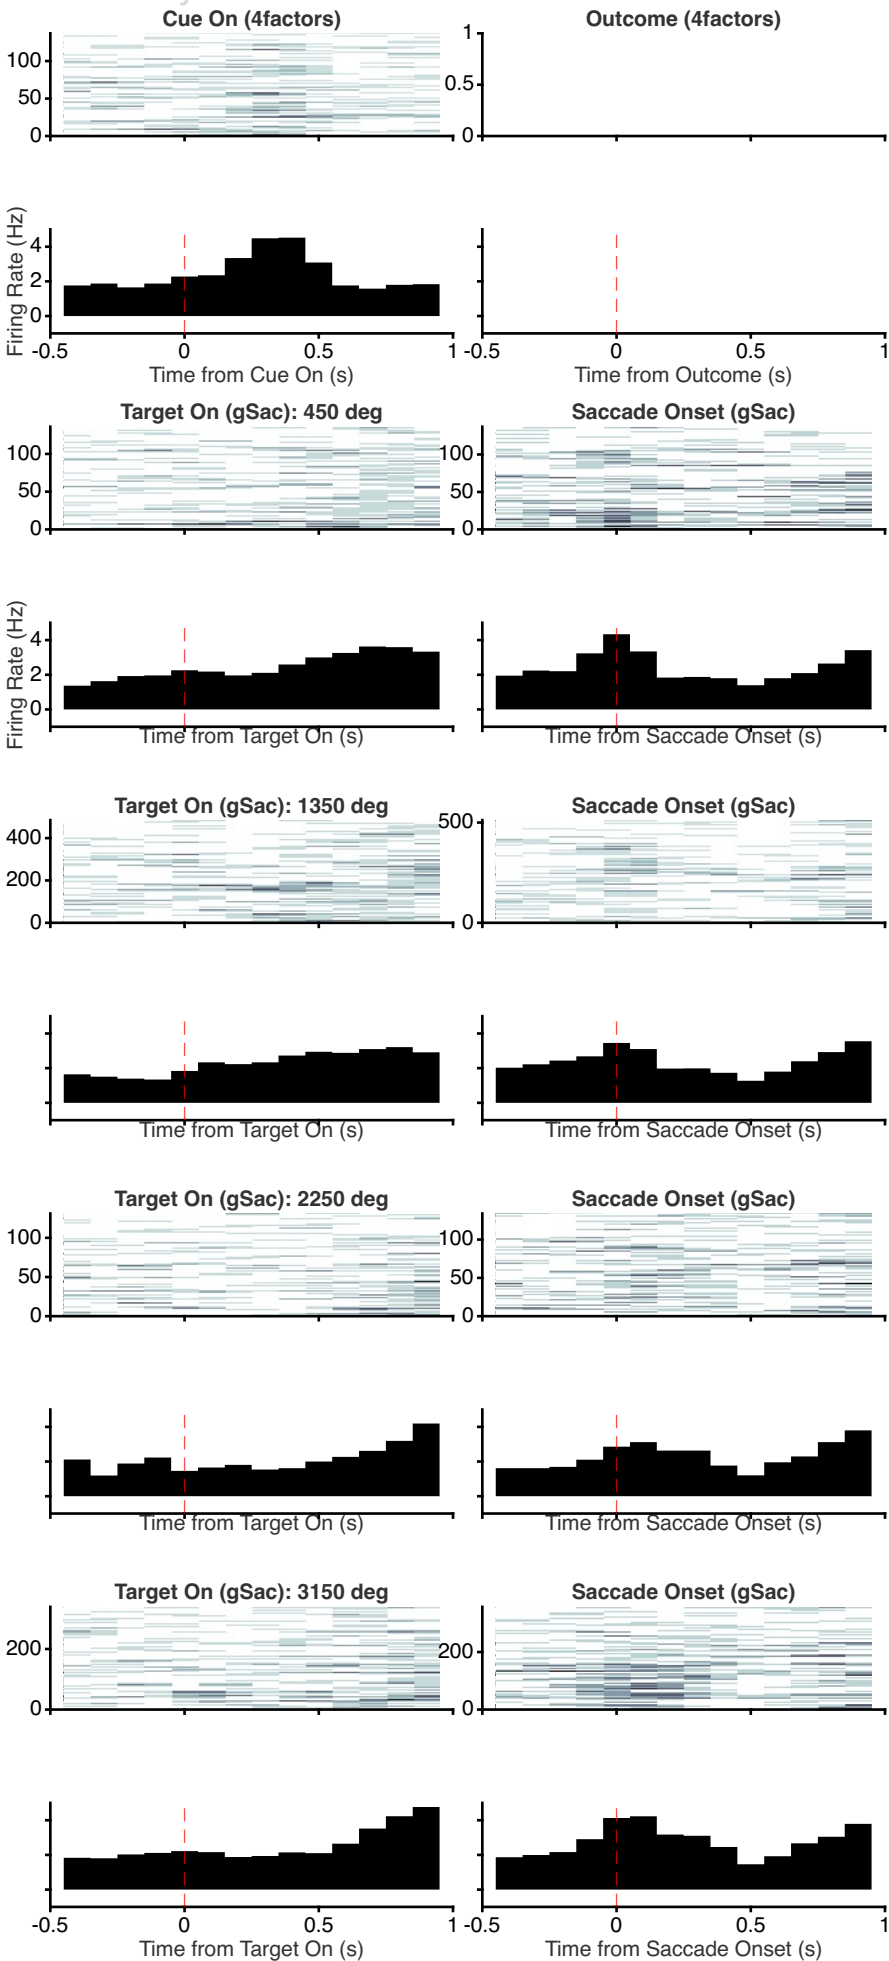 Cue On (4factors) Outcome (4factors)
100
50
0
1
0.5
0
Firing Rate (Hz)
4
2
0
-0.5 0 0.5 1 -0.5 0 0.5 1
Time from Cue On (s) Time from Outcome (s)
Target On (gSac): 450 deg Saccade Onset (gSac)
100 100
50 50
0 0
Firing Rate (Hz)
4
2
0
Time from Target On (s) Time from Saccade Onset (s)
Target On (gSac): 1350 deg Saccade Onset (gSac)
400
200
0
500
0
Time from Target On (s) Time from Saccade Onset (s)
Target On (gSac): 2250 deg Saccade Onset (gSac)
100 100
50 50
0 0
Time from Target On (s) Time from Saccade Onset (s)
Target On (gSac): 3150 deg Saccade Onset (gSac)
200 200
0 0
-0.5 0 0.5 1 -0.5 0 0.5 1
Time from Target On (s) Time from Saccade Onset (s)